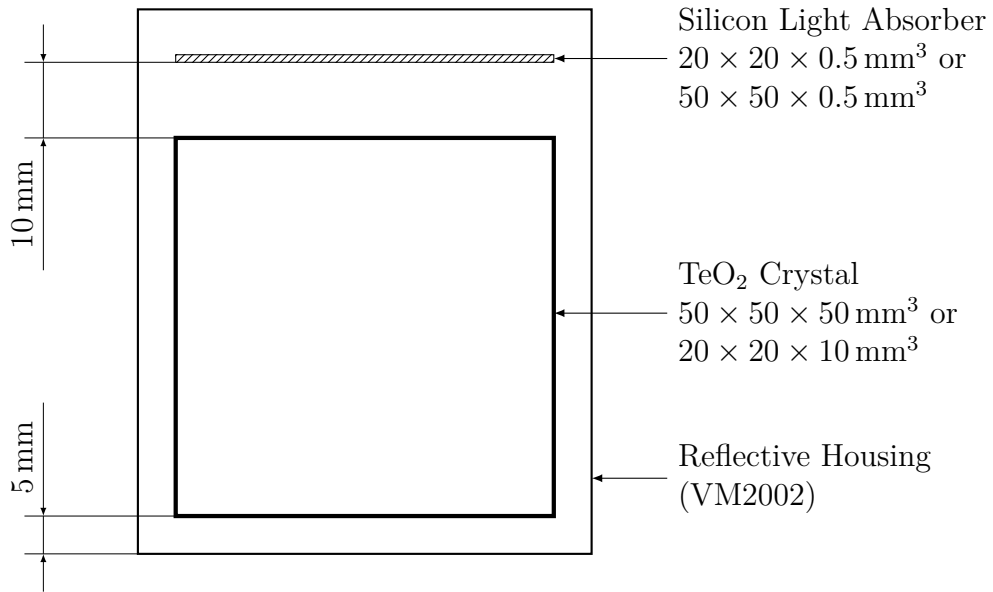 Silicon Light Absorber
20 × 20 × 0.5 mm³ or
50 × 50 × 0.5 mm³
10 mm
TeO₂ Crystal
50 × 50 × 50 mm³ or
20 × 20 × 10 mm³
5 mm
Reflective Housing
(VM2002)